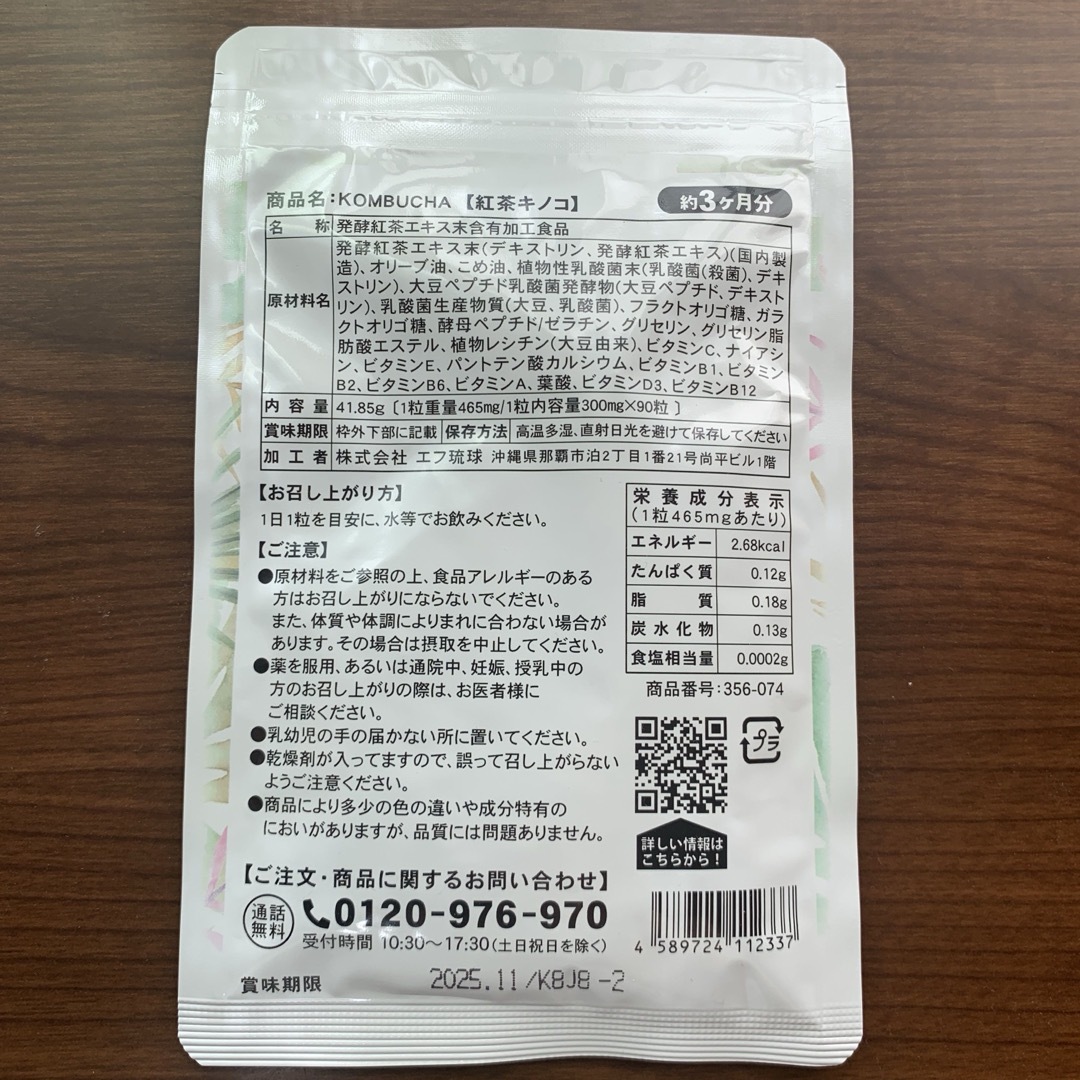 商品名:KOMBUCHA【紅茶キノコ】
約3ヶ月分
名 称 発酵紅茶エキス末含有加工食品
原材料名
発酵紅茶エキス末(デキストリン、発酵紅茶エキス)(国内製
造)、オリーブ油、こめ油、植物性乳酸菌末(乳酸菌(殺菌)、デキ
ストリン)、大豆ペプチド乳酸菌発酵物(大豆ペプチド、デキスト
リン)、乳酸菌生産物質(大豆、乳酸菌)、フラクトオリゴ糖、ガラ
クトオリゴ糖、酵母ペプチド/ゼラチン、グリセリン、グリセリン脂
肪酸エステル、植物レシチン(大豆由来)、ビタミンC、ナイアシ
ン、ビタミンE、パントテン酸カルシウム、ビタミンB1、ビタミン
B2、ビタミンB6、ビタミンA、葉酸、ビタミンD3、ビタミンB12
内容量 41.85g〔1粒重量465mg/1粒内容量300mg×90粒〕
賞味期限 枠外下部に記載 保存方法 高温多湿、直射日光を避けて保存してください
加工者 株式会社 エフ琉球 沖縄県那覇市泊2丁目1番21号尚平ビル1階
【お召し上がり方】
1日1粒を目安に、水等でお飲みください。
【ご注意】
●原材料をご参照の上、食品アレルギーのある
方はお召し上がりにならないでください。
また、体質や体調によりまれに合わない場合が
あります。その場合は摂取を中止してください。
●薬を服用、あるいは通院中、妊娠、授乳中の
方のお召し上がりの際は、お医者様に
ご相談ください。
●乳幼児の手の届かない所に置いてください。
●乾燥剤が入ってますので、誤って召し上がらない
ようご注意ください。
●商品により多少の色の違いや成分特有の
においがありますが、品質には問題ありません。
栄養成分表示
(1粒465mgあたり)
エネルギー 2.68kcal
たんぱく質 0.12g
脂質 0.18g
炭水化物 0.13g
食塩相当量 0.0002g
商品番号:356-074
プラ
詳しい情報は
こちらから!
【ご注文・商品に関するお問い合わせ】
通話
無料
0120-976-970
受付時間 10:30〜17:30(土日祝日を除く)
4 589724 112337
賞味期限 2025.11/K8J8-2